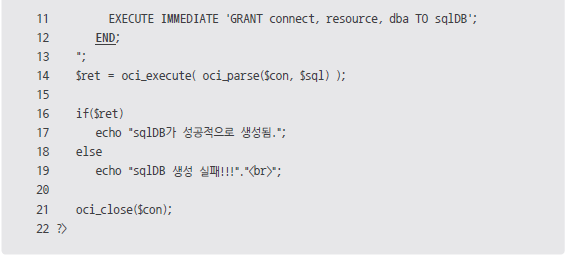 11 EXECUTE IMMEDIATE 'GRANT connect, resource, dba TO sqlDB';
12 END;
13 ";
14 $ret = oci_execute( oci_parse($con, $sql) );
15
16 if($ret)
17 echo "sqlDB가 성공적으로 생성됨.";
18 else
19 echo "sqlDB 생성 실패!!!"."<br>";
20
21 oci_close($con);
22 ?>